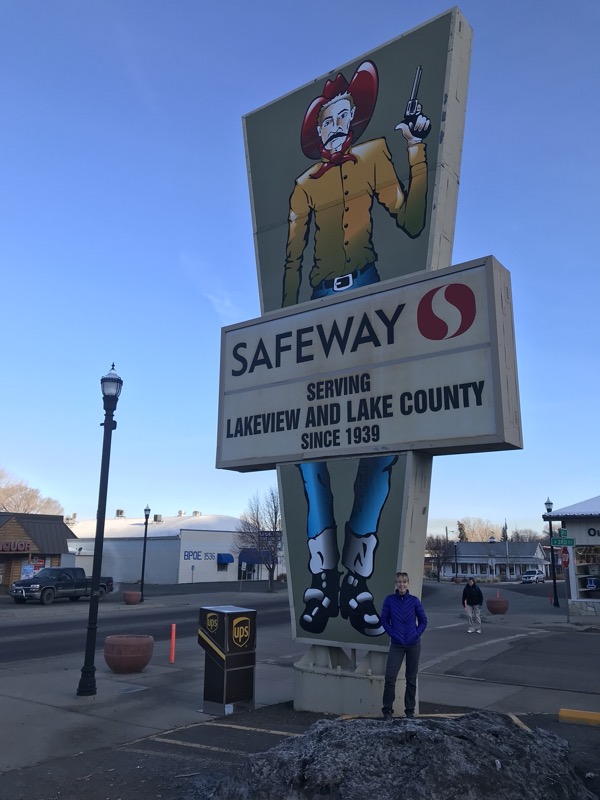 SAFEWAY
SERVING
LAKEVIEW AND LAKE COUNTY
SINCE 1939
BPOE 1536
ups
ups